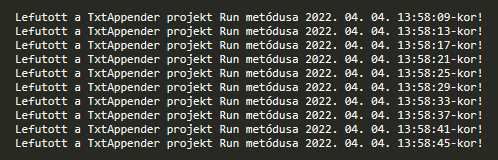 Lefutott a TxtAppender projekt Run metódusa 2022. 04. 04. 13:58:09-kor!
Lefutott a TxtAppender projekt Run metódusa 2022. 04. 04. 13:58:13-kor!
Lefutott a TxtAppender projekt Run metódusa 2022. 04. 04. 13:58:17-kor!
Lefutott a TxtAppender projekt Run metódusa 2022. 04. 04. 13:58:21-kor!
Lefutott a TxtAppender projekt Run metódusa 2022. 04. 04. 13:58:25-kor!
Lefutott a TxtAppender projekt Run metódusa 2022. 04. 04. 13:58:29-kor!
Lefutott a TxtAppender projekt Run metódusa 2022. 04. 04. 13:58:33-kor!
Lefutott a TxtAppender projekt Run metódusa 2022. 04. 04. 13:58:37-kor!
Lefutott a TxtAppender projekt Run metódusa 2022. 04. 04. 13:58:41-kor!
Lefutott a TxtAppender projekt Run metódusa 2022. 04. 04. 13:58:45-kor!